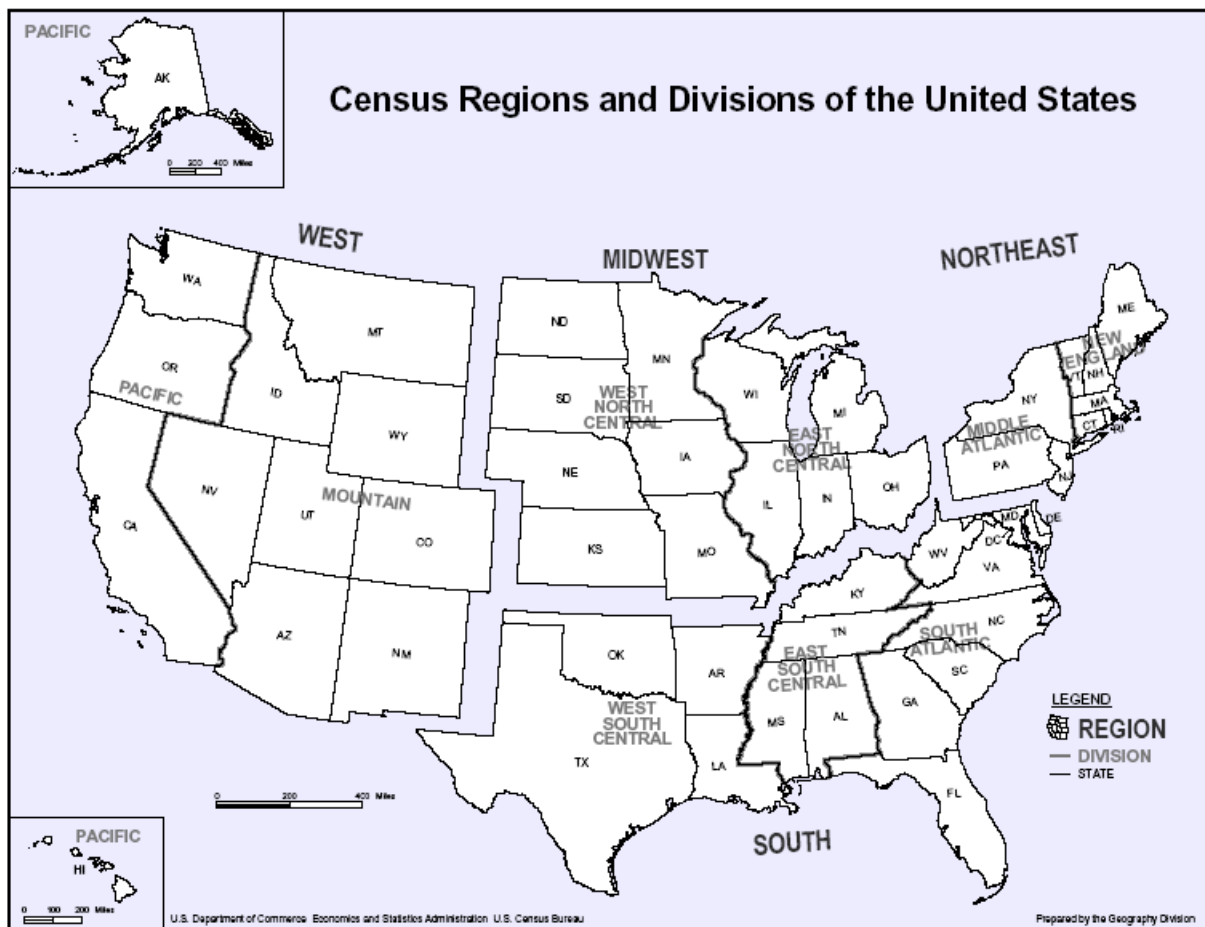 PACIFIC
AK
0 200 400 Miles
Census Regions and Divisions of the United States
WEST
MIDWEST
NORTHEAST
WA
MT
ND
MN
ME
OR
ID
SD
WI
MI
NY
VT
NH
NEW
ENGLAND
MA
CT
RI
PACIFIC
WY
WEST
NORTH
CENTRAL
EAST
NORTH
CENTRAL
MIDDLE
ATLANTIC
PA
NJ
NE
IA
NV
UT
MOUNTAIN
CO
CA
IL
IN
OH
KS
MO
MD
DE
DC
WV
VA
KY
AZ
NM
OK
AR
TN
NC
EAST
SOUTH
CENTRAL
SOUTH
ATLANTIC
SC
WEST
SOUTH
CENTRAL
TX
LA
MS
AL
GA
FL
LEGEND
REGION
DIVISION
STATE
0 200 400
SOUTH
PACIFIC
HI
0 100 200 Miles
U.S. Department of Commerce Economics and Statistics Administration U.S. Census Bureau
Prepared by the Geography Division